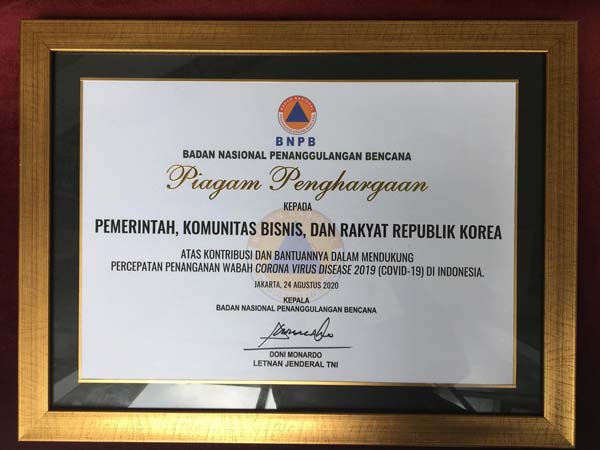 BNPB
BADAN NASIONAL PENANGGULANGAN BENCANA
Piagam Penghargaan
KEPADA
PEMERINTAH, KOMUNITAS BISNIS, DAN RAKYAT REPUBLIK KOREA
ATAS KONTRIBUSI DAN BANTUANNYA DALAM MENDUKUNG
PERCEPATAN PENANGANAN WABAH CORONA VIRUS DISEASE 2019 (COVID-19) DI INDONESIA.
JAKARTA, 24 AGUSTUS 2020
KEPALA
BADAN NASIONAL PENANGGULANGAN BENCANA
DONI MONARDO
LETNAN JENDERAL TNI